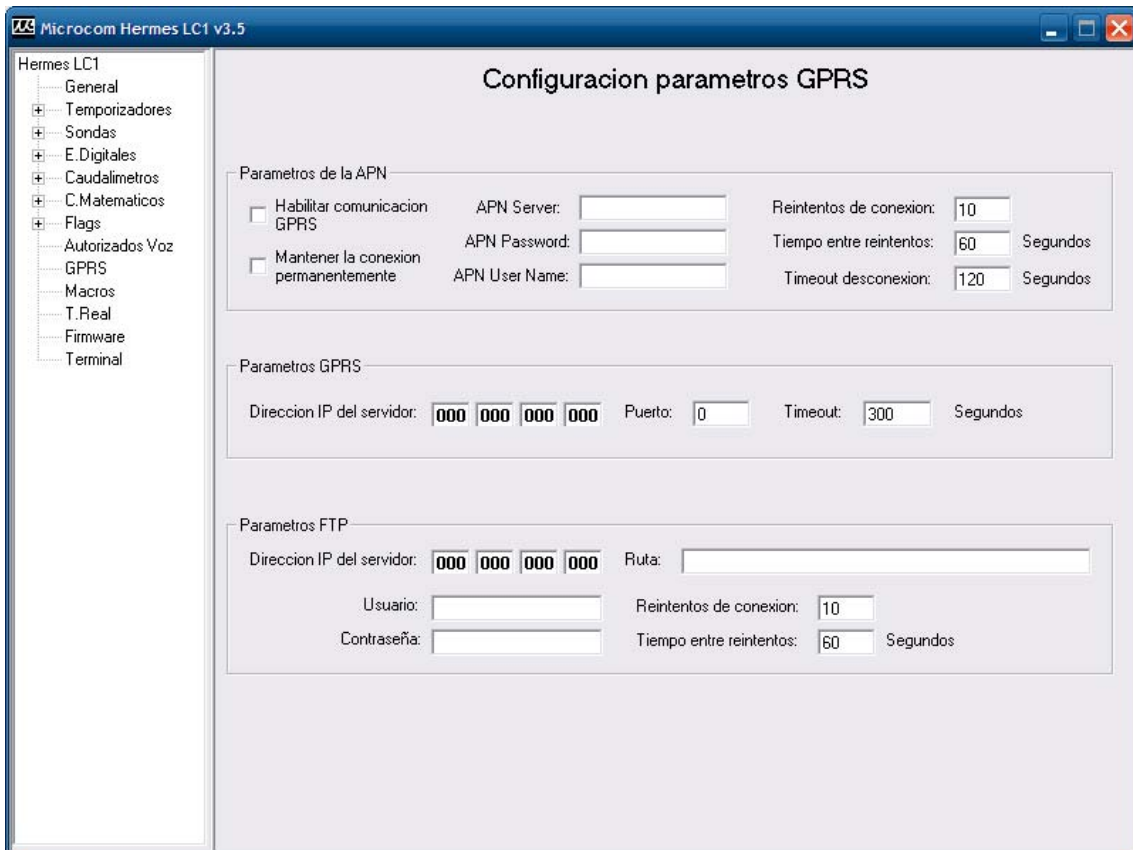 Microcom Hermes LC1 v3.5
Hermes LC1
General
Temporizadores
Sondas
E.Digitales
Caudalimetros
C.Matematicos
Flags
Autorizados Voz
GPRS
Macros
T.Real
Firmware
Terminal
Configuracion parametros GPRS
Parametros de la APN
Habilitar comunicacion
GPRS
Mantener la conexion
permanentemente
APN Server:
APN Password:
APN User Name:
Reintentos de conexion: 10
Tiempo entre reintentos: 60 Segundos
Timeout desconexion: 120 Segundos
Parametros GPRS
Direccion IP del servidor: 000 000 000 000 Puerto: 0 Timeout: 300 Segundos
Parametros FTP
Direccion IP del servidor: 000 000 000 000 Ruta:
Usuario: Reintentos de conexion: 10
Contraseña: Tiempo entre reintentos: 60 Segundos